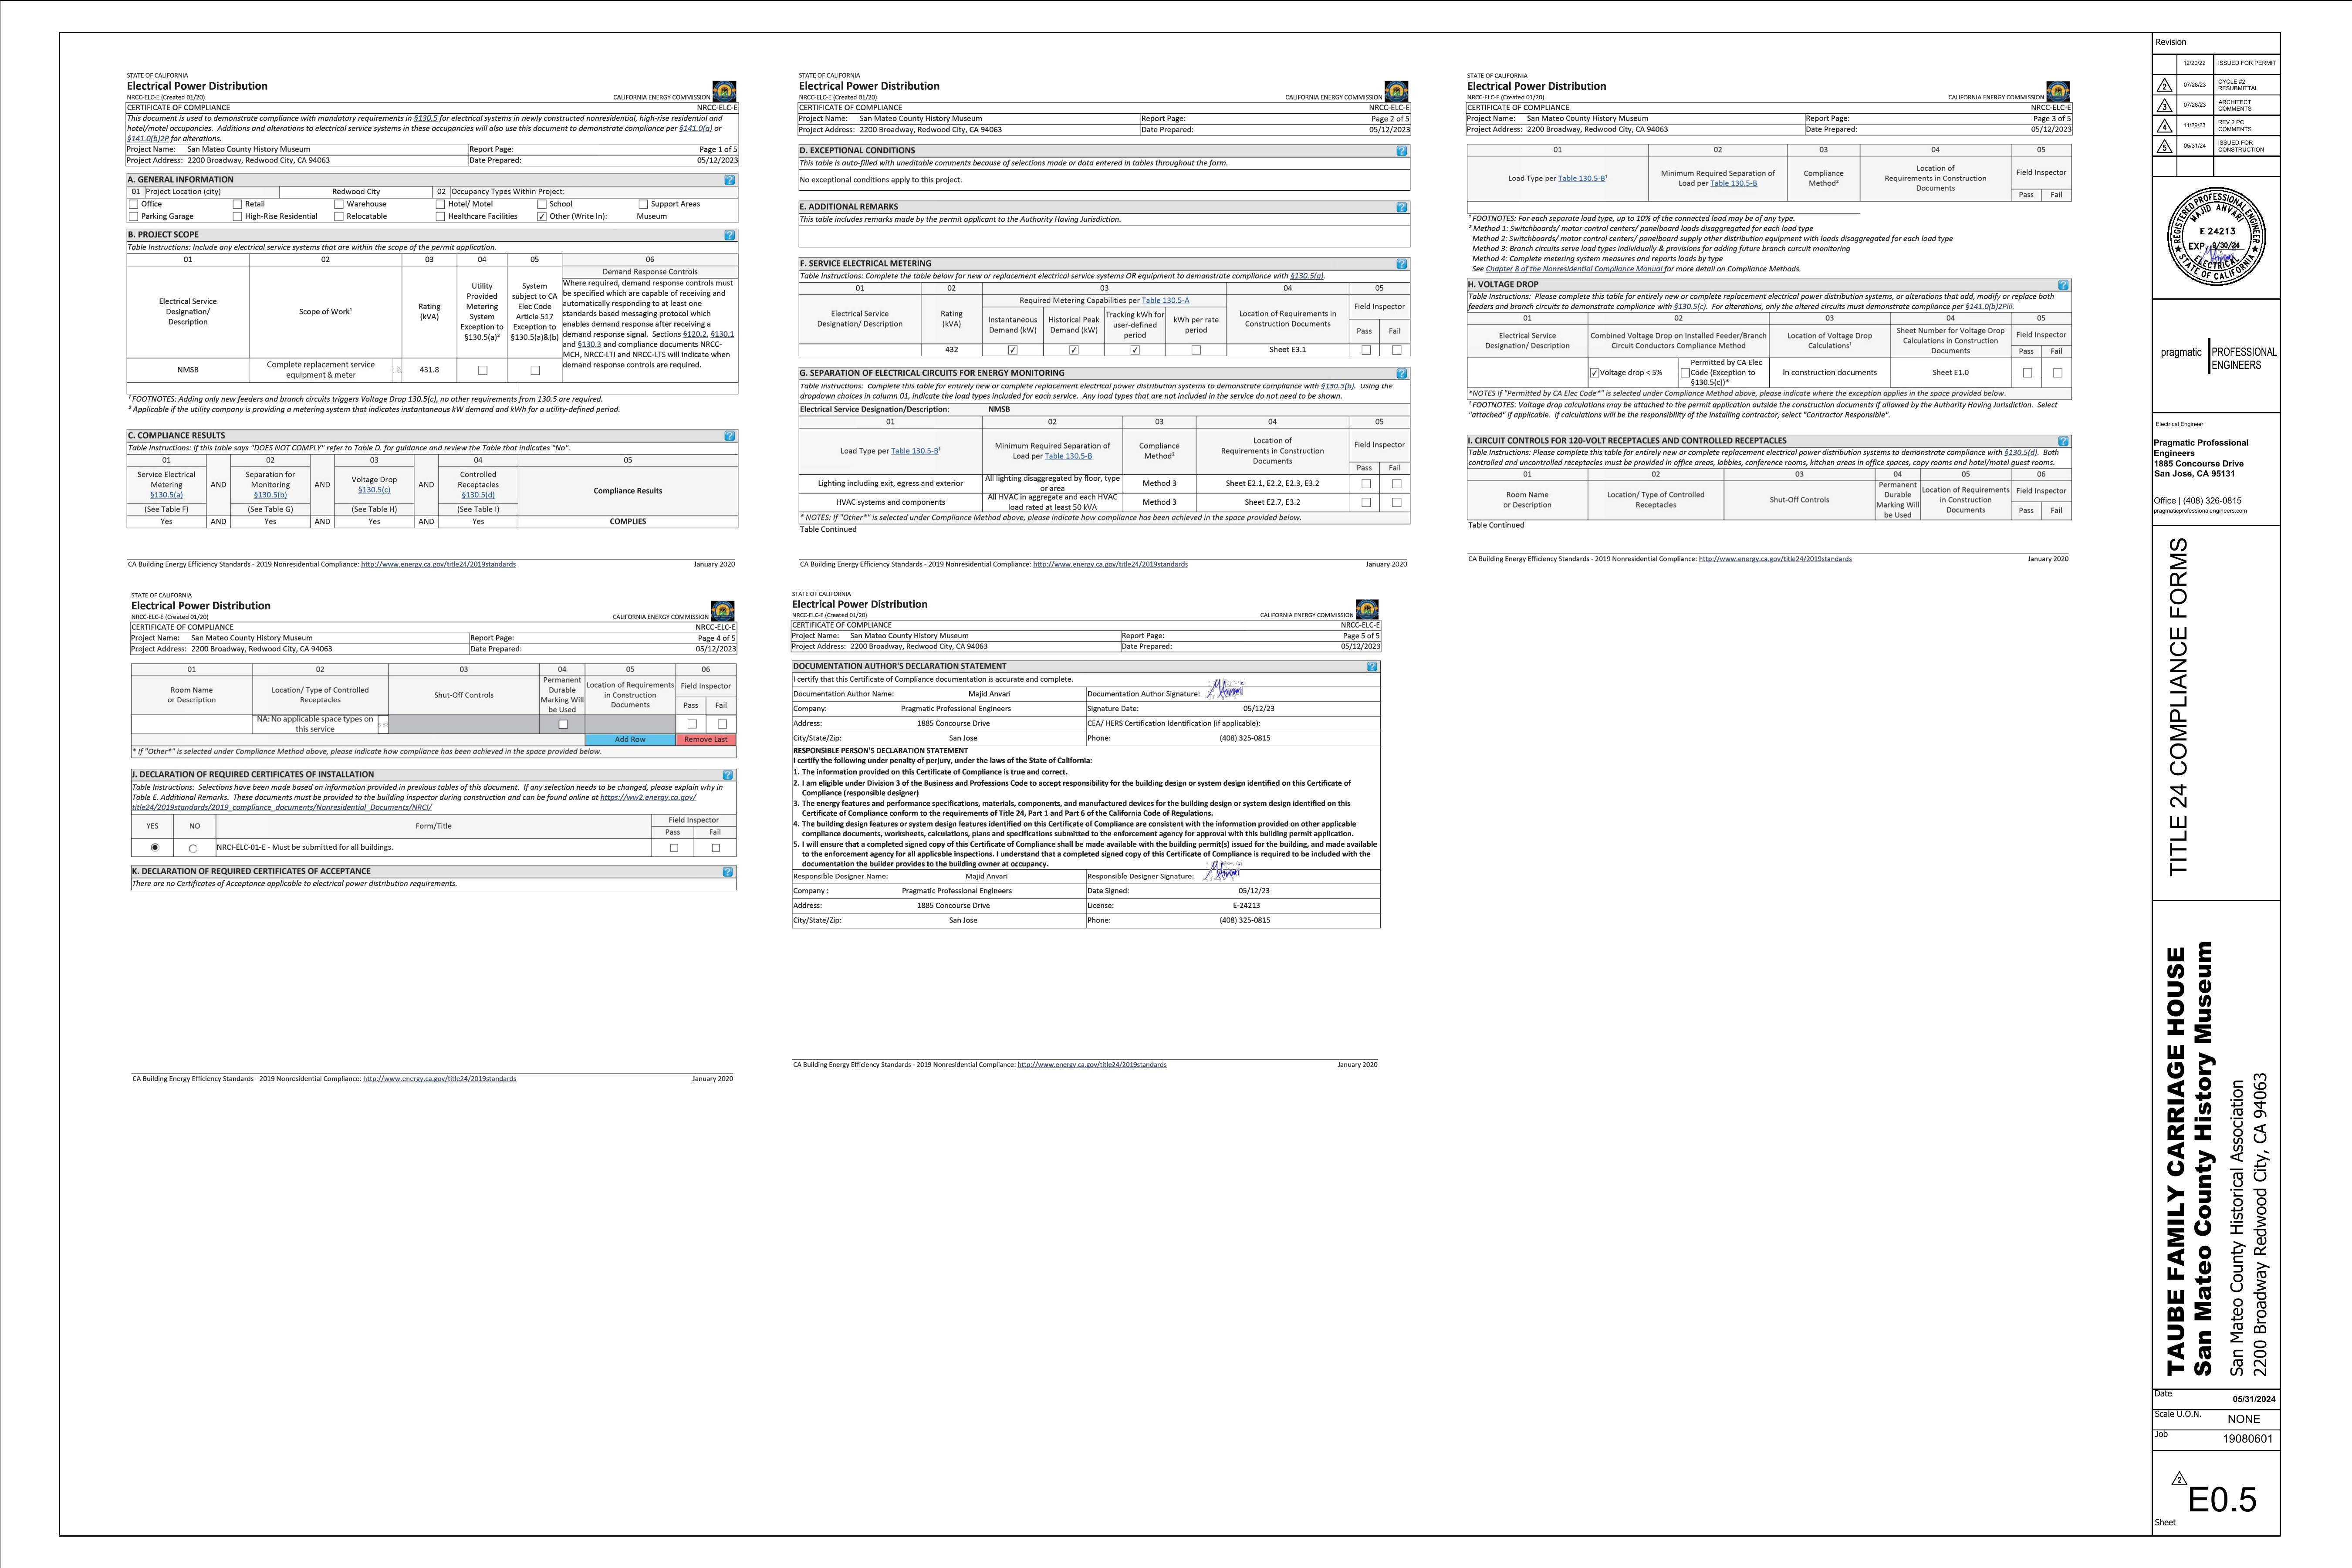 STATE OF CALIFORNIA
Electrical Power Distribution
NRCC-ELC-E (Created 01/20)
CALIFORNIA ENERGY COMMISSION
CERTIFICATE OF COMPLIANCE NRCC-ELC-E
This document is used to demonstrate compliance with mandatory requirements in §130.5 for electrical systems in newly constructed nonresidential, high-rise residential and
hotel/motel occupancies. Additions and alterations to electrical service systems in these occupancies will also use this document to demonstrate compliance per §141.0(a) or
§141.0(b)2P for alterations.
Project Name: San Mateo County History Museum Report Page: Page 1 of 5
Project Address: 2200 Broadway, Redwood City, CA 94063 Date Prepared: 05/12/2023
A. GENERAL INFORMATION
01 Project Location (city) Redwood City 02 Occupancy Types Within Project:
Office Retail Warehouse Hotel/ Motel School Support Areas
Parking Garage High-Rise Residential Relocatable Healthcare Facilities ✓ Other (Write In): Museum
B. PROJECT SCOPE
Table Instructions: Include any electrical service systems that are within the scope of the permit application.
01 02 03 04 05 06
Electrical Service
Designation/
Description
Scope of Work¹
Rating
(kVA)
Utility
Provided
Metering
System
Exception to
§130.5(a)²
System
subject to CA
Elec Code
Article 517
Exception to
§130.5(a)&(b)
Demand Response Controls
Where required, demand response controls must
be specified which are capable of receiving and
automatically responding to at least one
standards based messaging protocol which
enables demand response after receiving a
demand response signal. Sections §120.2, §130.1
and §130.3 and compliance documents NRCC-
MCH, NRCC-LTI and NRCC-LTS will indicate when
demand response controls are required.
NMSB
Complete replacement service
equipment & meter
431.8
¹ FOOTNOTES: Adding only new feeders and branch circuits triggers Voltage Drop 130.5(c), no other requirements from 130.5 are required.
² Applicable if the utility company is providing a metering system that indicates instantaneous kW demand and kWh for a utility-defined period.
C. COMPLIANCE RESULTS
Table Instructions: If this table says "DOES NOT COMPLY" refer to Table D. for guidance and review the Table that indicates "No".
01 02 03 04 05
Service Electrical
Metering
§130.5(a)
AND
Separation for
Monitoring
§130.5(b)
AND
Voltage Drop
§130.5(c)
AND
Controlled
Receptacles
§130.5(d)
Compliance Results
(See Table F) (See Table G) (See Table H) (See Table I)
Yes AND Yes AND Yes AND Yes COMPLIES
CA Building Energy Efficiency Standards - 2019 Nonresidential Compliance: http://www.energy.ca.gov/title24/2019standards January 2020
STATE OF CALIFORNIA
Electrical Power Distribution
NRCC-ELC-E (Created 01/20)
CALIFORNIA ENERGY COMMISSION
CERTIFICATE OF COMPLIANCE NRCC-ELC-E
Project Name: San Mateo County History Museum Report Page: Page 2 of 5
Project Address: 2200 Broadway, Redwood City, CA 94063 Date Prepared: 05/12/2023
D. EXCEPTIONAL CONDITIONS
This table is auto-filled with uneditable comments because of selections made or data entered in tables throughout the form.
No exceptional conditions apply to this project.
E. ADDITIONAL REMARKS
This table includes remarks made by the permit applicant to the Authority Having Jurisdiction.
F. SERVICE ELECTRICAL METERING
Table Instructions: Complete the table below for new or replacement electrical service systems OR equipment to demonstrate compliance with §130.5(a).
01 02 03 04 05
Electrical Service
Designation/ Description
Rating
(kVA)
Required Metering Capabilities per Table 130.5-A
Instantaneous
Demand (kW)
Historical Peak
Demand (kW)
Tracking kWh for
user-defined
period
kWh per rate
period
Location of Requirements in
Construction Documents
Field Inspector
Pass Fail
432 ✓ ✓ ✓ Sheet E3.1
G. SEPARATION OF ELECTRICAL CIRCUITS FOR ENERGY MONITORING
Table Instructions: Complete this table for entirely new or complete replacement electrical power distribution systems to demonstrate compliance with §130.5(b). Using the
dropdown choices in column 01, indicate the load types included for each service. Any load types that are not included in the service do not need to be shown.
Electrical Service Designation/Description: NMSB
01 02 03 04 05
Load Type per Table 130.5-B¹
Minimum Required Separation of
Load per Table 130.5-B
Compliance
Method²
Location of
Requirements in Construction
Documents
Field Inspector
Pass Fail
Lighting including exit, egress and exterior
All lighting disaggregated by floor, type
or area
Method 3
Sheet E2.1, E2.2, E2.3, E3.2
HVAC systems and components
All HVAC in aggregate and each HVAC
load rated at least 50 kVA
Method 3
Sheet E2.7, E3.2
* NOTES: If "Other*" is selected under Compliance Method above, please indicate how compliance has been achieved in the space provided below.
Table Continued
CA Building Energy Efficiency Standards - 2019 Nonresidential Compliance: http://www.energy.ca.gov/title24/2019standards January 2020
STATE OF CALIFORNIA
Electrical Power Distribution
NRCC-ELC-E (Created 01/20)
CALIFORNIA ENERGY COMMISSION
CERTIFICATE OF COMPLIANCE NRCC-ELC-E
Project Name: San Mateo County History Museum Report Page: Page 3 of 5
Project Address: 2200 Broadway, Redwood City, CA 94063 Date Prepared: 05/12/2023
01 02 03 04 05
Load Type per Table 130.5-B¹
Minimum Required Separation of
Load per Table 130.5-B
Compliance
Method²
Location of
Requirements in Construction
Documents
Field Inspector
Pass Fail
¹ FOOTNOTES: For each separate load type, up to 10% of the connected load may be of any type.
² Method 1: Switchboards/ motor control centers/ panelboard loads disaggregated for each load type
Method 2: Switchboards/ motor control centers/ panelboard supply other distribution equipment with loads disaggregated for each load type
Method 3: Branch circuits serve load types individually & provisions for adding future branch curcuit monitoring
Method 4: Complete metering system measures and reports loads by type
See Chapter 8 of the Nonresidential Compliance Manual for more detail on Compliance Methods.
H. VOLTAGE DROP
Table Instructions: Please complete this table for entirely new or complete replacement electrical power distribution systems, or alterations that add, modify or replace both
feeders and branch circuits to demonstrate compliance with §130.5(c). For alterations, only the altered circuits must demonstrate compliance per §141.0(b)2Piii.
01 02 03 04 05
Electrical Service
Designation/ Description
Combined Voltage Drop on Installed Feeder/Branch
Circuit Conductors Compliance Method
Location of Voltage Drop
Calculations¹
Sheet Number for Voltage Drop
Calculations in Construction
Documents
Field Inspector
Pass Fail
✓ Voltage drop < 5%
Permitted by CA Elec
Code (Exception to
§130.5(c))*
In construction documents
Sheet E1.0
*NOTES If "Permitted by CA Elec Code*" is selected under Compliance Method above, please indicate where the exception applies in the space provided below.
¹ FOOTNOTES: Voltage drop calculations may be attached to the permit application outside the construction documents if allowed by the Authority Having Jurisdiction. Select
"attached" if applicable. If calculations will be the responsibility of the installing contractor, select "Contractor Responsible".
I. CIRCUIT CONTROLS FOR 120-VOLT RECEPTACLES AND CONTROLLED RECEPTACLES
Table Instructions: Please complete this table for entirely new or complete replacement electrical power distribution systems to demonstrate compliance with §130.5(d). Both
controlled and uncontrolled receptacles must be provided in office areas, lobbies, conference rooms, kitchen areas in office spaces, copy rooms and hotel/motel guest rooms.
01 02 03 04 05 06
Room Name
or Description
Location/ Type of Controlled
Receptacles
Shut-Off Controls
Permanent
Durable
Marking Will
be Used
Location of Requirements
in Construction
Documents
Field Inspector
Pass Fail
Table Continued
CA Building Energy Efficiency Standards - 2019 Nonresidential Compliance: http://www.energy.ca.gov/title24/2019standards January 2020
STATE OF CALIFORNIA
Electrical Power Distribution
NRCC-ELC-E (Created 01/20)
CALIFORNIA ENERGY COMMISSION
CERTIFICATE OF COMPLIANCE NRCC-ELC-E
Project Name: San Mateo County History Museum Report Page: Page 4 of 5
Project Address: 2200 Broadway, Redwood City, CA 94063 Date Prepared: 05/12/2023
01 02 03 04 05 06
Room Name
or Description
Location/ Type of Controlled
Receptacles
Shut-Off Controls
Permanent
Durable
Marking Will
be Used
Location of Requirements
in Construction
Documents
Field Inspector
Pass Fail
NA: No applicable space types on
this service
Add Row Remove Last
* If "Other*" is selected under Compliance Method above, please indicate how compliance has been achieved in the space provided below.
J. DECLARATION OF REQUIRED CERTIFICATES OF INSTALLATION
Table Instructions: Selections have been made based on information provided in previous tables of this document. If any selection needs to be changed, please explain why in
Table E. Additional Remarks. These documents must be provided to the building inspector during construction and can be found online at https://ww2.energy.ca.gov/
title24/2019standards/2019_compliance_documents/Nonresidential_Documents/NRCI/
YES NO Form/Title Field Inspector
Pass Fail
NRCI-ELC-01-E - Must be submitted for all buildings.
K. DECLARATION OF REQUIRED CERTIFICATES OF ACCEPTANCE
There are no Certificates of Acceptance applicable to electrical power distribution requirements.
CA Building Energy Efficiency Standards - 2019 Nonresidential Compliance: http://www.energy.ca.gov/title24/2019standards January 2020
STATE OF CALIFORNIA
Electrical Power Distribution
NRCC-ELC-E (Created 01/20)
CALIFORNIA ENERGY COMMISSION
CERTIFICATE OF COMPLIANCE NRCC-ELC-E
Project Name: San Mateo County History Museum Report Page: Page 5 of 5
Project Address: 2200 Broadway, Redwood City, CA 94063 Date Prepared: 05/12/2023
DOCUMENTATION AUTHOR'S DECLARATION STATEMENT
I certify that this Certificate of Compliance documentation is accurate and complete.
Documentation Author Name: Majid Anvari Documentation Author Signature:
Company: Pragmatic Professional Engineers Signature Date: 05/12/23
Address: 1885 Concourse Drive CEA/ HERS Certification Identification (if applicable):
City/State/Zip: San Jose Phone: (408) 325-0815
RESPONSIBLE PERSON'S DECLARATION STATEMENT
I certify the following under penalty of perjury, under the laws of the State of California:
1. The information provided on this Certificate of Compliance is true and correct.
2. I am eligible under Division 3 of the Business and Professions Code to accept responsibility for the building design or system design identified on this Certificate of
Compliance (responsible designer)
3. The energy features and performance specifications, materials, components, and manufactured devices for the building design or system design identified on this
Certificate of Compliance conform to the requirements of Title 24, Part 1 and Part 6 of the California Code of Regulations.
4. The building design features or system design features identified on this Certificate of Compliance are consistent with the information provided on other applicable
compliance documents, worksheets, calculations, plans and specifications submitted to the enforcement agency for approval with this building permit application.
5. I will ensure that a completed signed copy of this Certificate of Compliance shall be made available with the building permit(s) issued for the building, and made available
to the enforcement agency for all applicable inspections. I understand that a completed signed copy of this Certificate of Compliance is required to be included with the
documentation the builder provides to the building owner at occupancy.
Responsible Designer Name: Majid Anvari Responsible Designer Signature:
Company : Pragmatic Professional Engineers Date Signed: 05/12/23
Address: 1885 Concourse Drive License: E-24213
City/State/Zip: San Jose Phone: (408) 325-0815
CA Building Energy Efficiency Standards - 2019 Nonresidential Compliance: http://www.energy.ca.gov/title24/2019standards January 2020
Revision
12/20/22 ISSUED FOR PERMIT
2 07/28/23 CYCLE #2
RESUBMITTAL
3 07/28/23 ARCHITECT
COMMENTS
4 11/29/23 REV 2 PC
COMMENTS
5 05/31/24 ISSUED FOR
CONSTRUCTION
REGISTERED PROFESSIONAL ENGINEER
MAJID ANVARI
E 24213
EXP. 9/30/24
ELECTRICAL
STATE OF CALIFORNIA
pragmatic PROFESSIONAL
ENGINEERS
Electrical Engineer
Pragmatic Professional
Engineers
1885 Concourse Drive
San Jose, CA 95131
Office | (408) 326-0815
pragmaticprofessionalengineers.com
TITLE 24 COMPLIANCE FORMS
TAUBE FAMILY CARRIAGE HOUSE
San Mateo County History Museum
San Mateo County Historical Association
2200 Broadway Redwood City, CA 94063
Date 05/31/2024
Scale U.O.N. NONE
Job 19080601
2
E0.5
Sheet